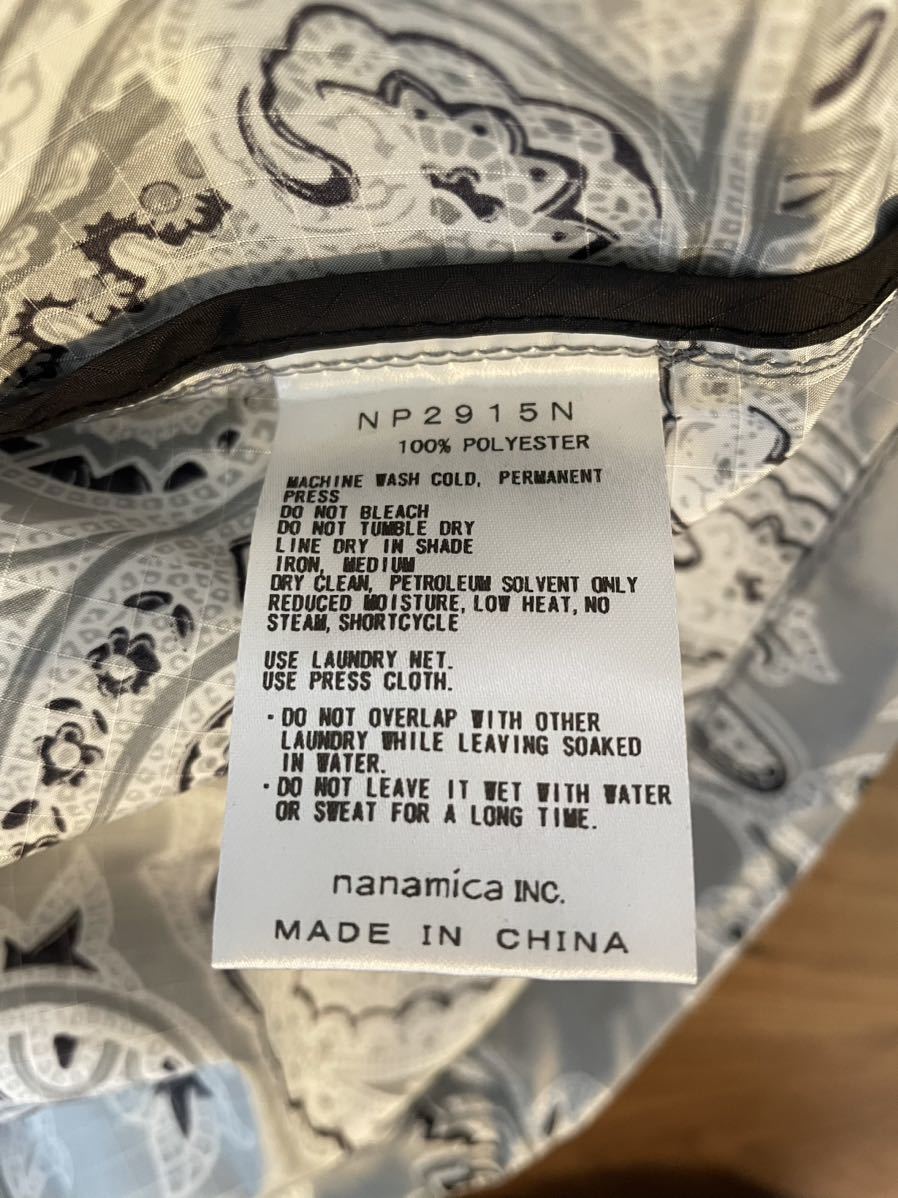 NP2915N
100% POLYESTER
MACHINE WASH COLD, PERMANENT
PRESS
DO NOT BLEACH
DO NOT TUMBLE DRY
LINE DRY IN SHADE
IRON, MEDIUM
DRY CLEAN, PETROLEUM SOLVENT ONLY
REDUCED MOISTURE, LOW HEAT, NO
STEAM, SHORTCYCLE
USE LAUNDRY NET.
USE PRESS CLOTH.
・DO NOT OVERLAP WITH OTHER
LAUNDRY WHILE LEAVING SOAKED
IN WATER.
・DO NOT LEAVE IT WET WITH WATER
OR SWEAT FOR A LONG TIME.
nanamica INC.
MADE IN CHINA